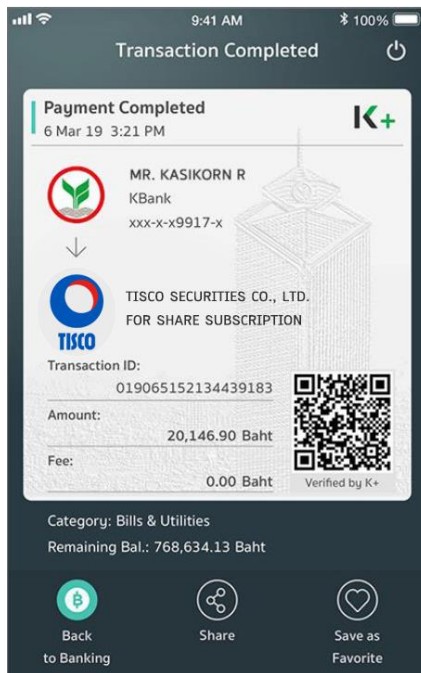 9:41 AM
100%
Transaction Completed
Payment Completed
6 Mar 19 3:21 PM
K+
MR. KASIKORN R
KBank
xxx-x-x9917-x
TISCO
TISCO SECURITIES CO., LTD.
FOR SHARE SUBSCRIPTION
Transaction ID:
019065152134439183
Amount:
20,146.90 Baht
Fee:
0.00 Baht
Verified by K+
Category: Bills & Utilities
Remaining Bal.: 768,634.13 Baht
Back
to Banking
Share
Save as
Favorite